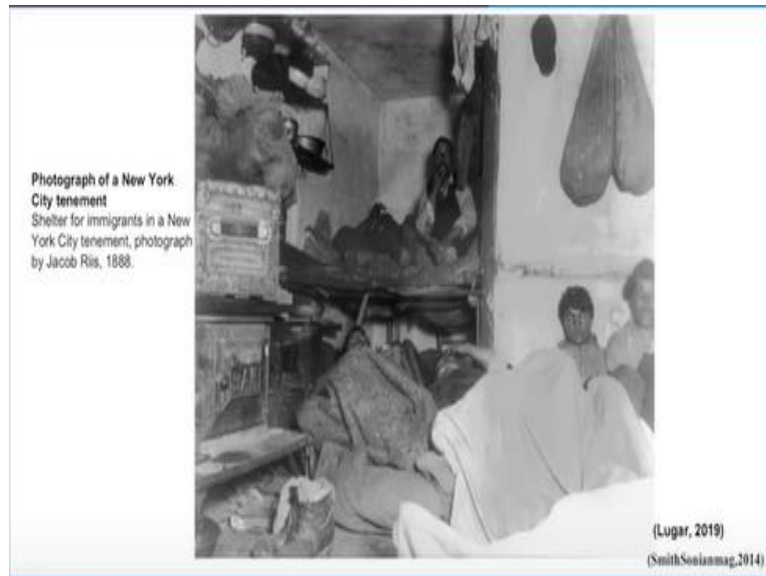 Photograph of a New York
City tenement
Shelter for immigrants in a New
York City tenement, photograph
by Jacob Riis, 1888.
(Lugar, 2019)
(SmithSonianmag,2014)